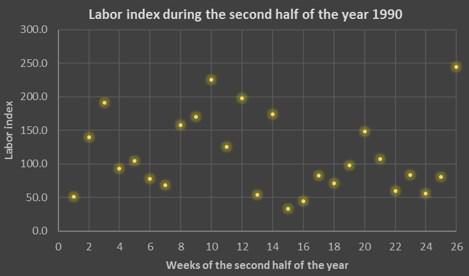 Labor index during the second half of the year 1990
300.0
250.0
200.0
150.0
100.0
50.0
0.0
Labor index
0 2 4 6 8 10 12 14 16 18 20 22 24 26
Weeks of the second half of the year